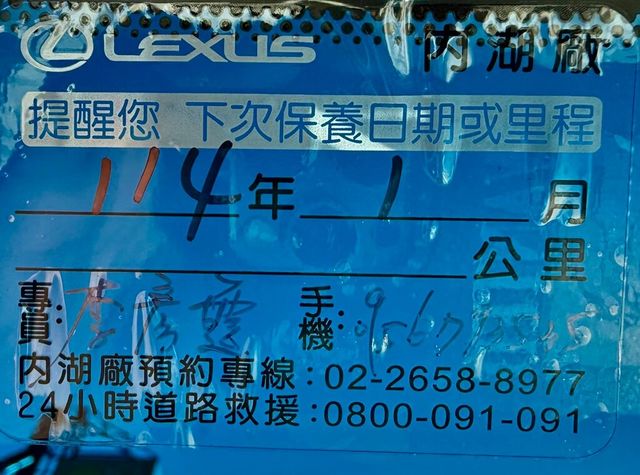 LEXUS 內湖廠
提醒您 下次保養日期或里程
114年1月
公里
專員: 手機:
內湖廠預約專線:02-2658-8977
24小時道路救援:0800-091-091